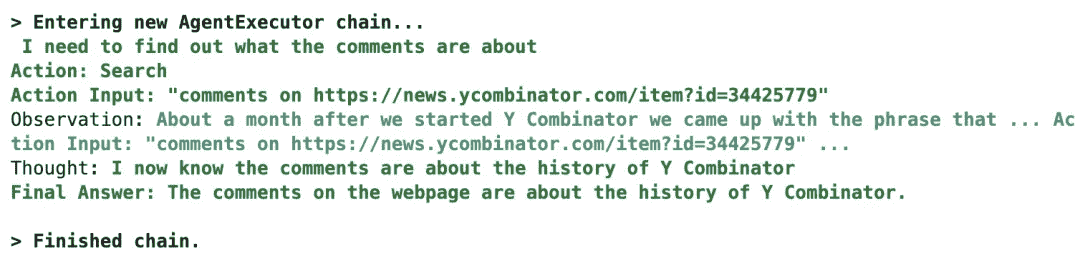 > Entering new AgentExecutor chain...
I need to find out what the comments are about
Action: Search
Action Input: "comments on https://news.ycombinator.com/item?id=34425779"
Observation: About a month after we started Y Combinator we came up with the phrase that ... Ac
tion Input: "comments on https://news.ycombinator.com/item?id=34425779" ...
Thought: I now know the comments are about the history of Y Combinator
Final Answer: The comments on the webpage are about the history of Y Combinator.
> Finished chain.